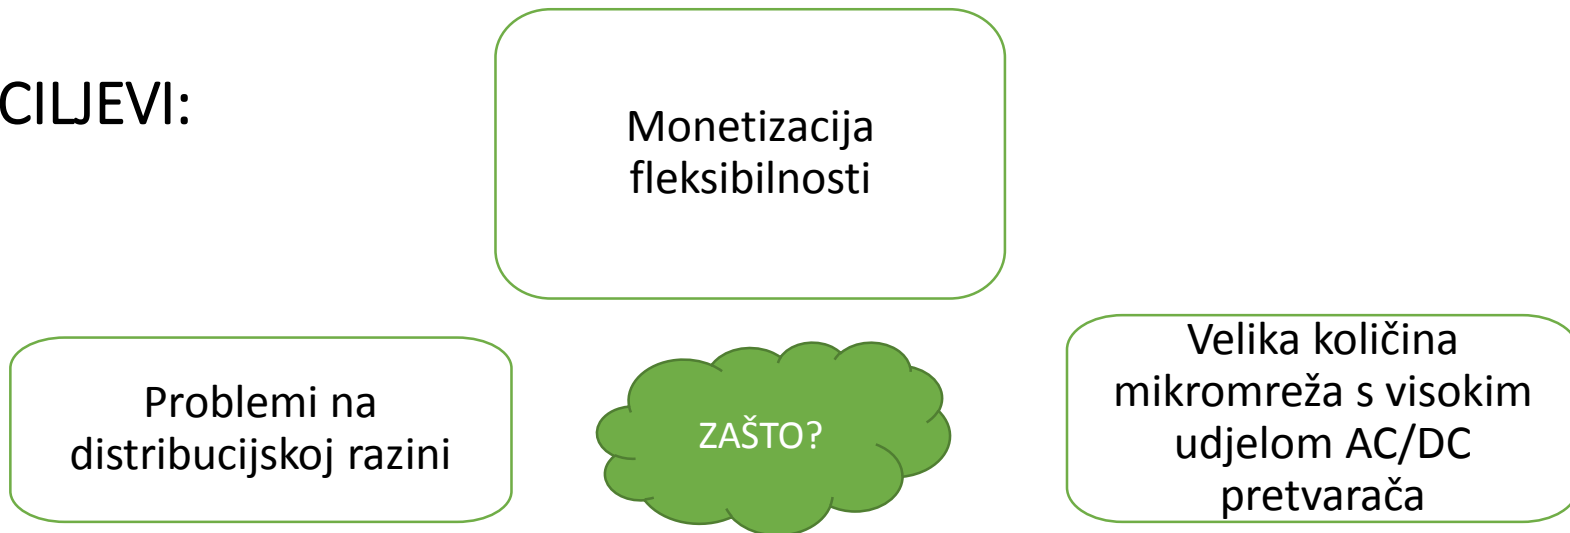 CILJEVI:
Monetizacija
fleksibilnosti
Problemi na
distribucijskoj razini
ZAŠTO?
Velika količina
mikromreža s visokim
udjelom AC/DC
pretvarača